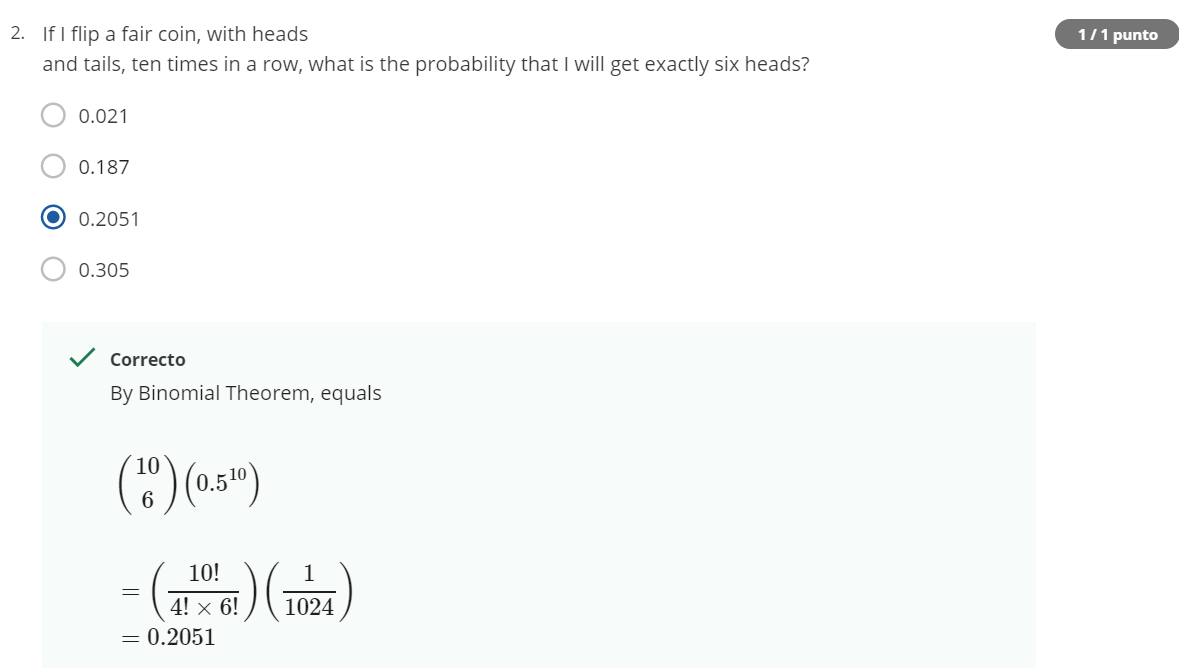 2. If I flip a fair coin, with heads
1 / 1 punto
and tails, ten times in a row, what is the probability that I will get exactly six heads?
0.021
0.187
0.2051
0.305
Correcto
By Binomial Theorem, equals
(10 6)(0.5^10)
= (10! / 4! × 6!)(1 / 1024)
= 0.2051